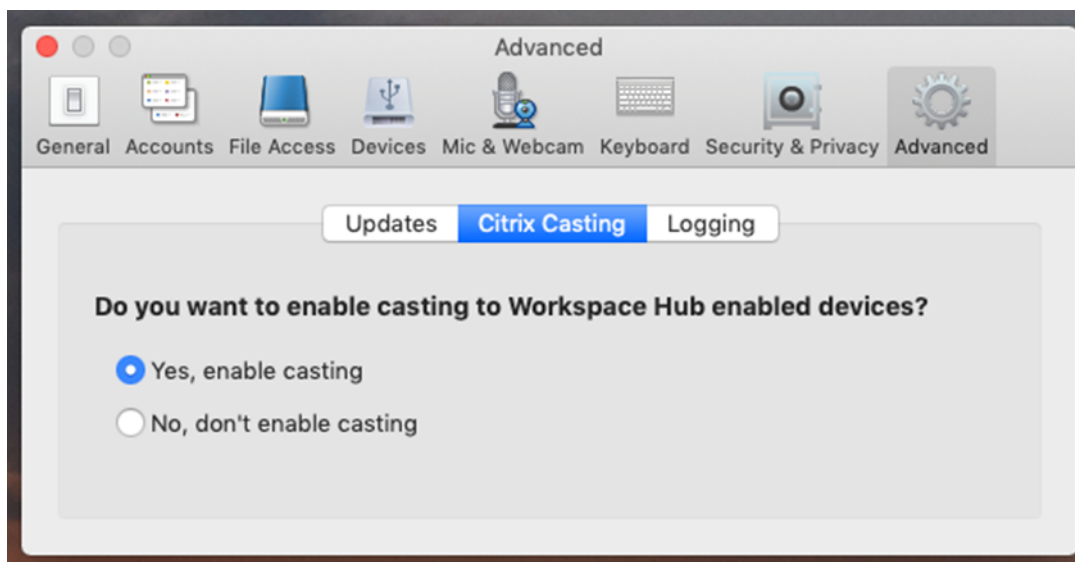 Advanced
General Accounts File Access Devices Mic & Webcam Keyboard Security & Privacy Advanced
Updates Citrix Casting Logging
Do you want to enable casting to Workspace Hub enabled devices?
Yes, enable casting
No, don't enable casting